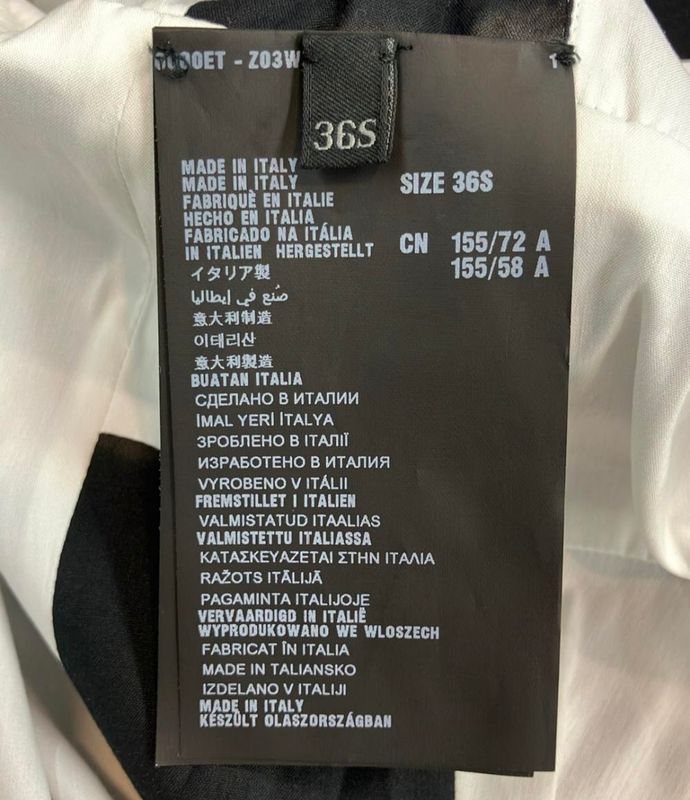 Z03W
36S
MADE IN ITALY
MADE IN ITALY
FABRIQUÈ EN ITALIE
HECHO EN ITALIA
FABRICADO NA ITÁLIA
IN ITALIEN HERGESTELLT
イタリア製
صُنع في إيطاليا
意大利制造
이태리산
意大利製造
BUATAN ITALIA
СДЕЛАНО В ИТАЛИИ
İMAL YERİ İTALYA
ЗРОБЛЕНО В ІТАЛІЇ
ИЗРАБОТЕНО В ИТАЛИЯ
VYROBENO V ITÁLII
FREMSTILLET I ITALIEN
VALMISTATUD ITAALIAS
VALMISTETTU ITALIASSA
ΚΑΤΑΣΚΕΥΑΖΕΤΑΙ ΣΤΗΝ ΙΤΑΛΙΑ
RAŽOTS ITĀLIJĀ
PAGAMINTA ITALIJOJE
VERVAARDIGD IN ITALIË
WYPRODUKOWANO WE WLOSZECH
FABRICAT ÎN ITALIA
MADE IN TALIANSKO
IZDELANO V ITALIJI
MADE IN ITALY
KÉSZÜLT OLASZORSZÁGBAN
SIZE 36S
CN 155/72 A
155/58 A